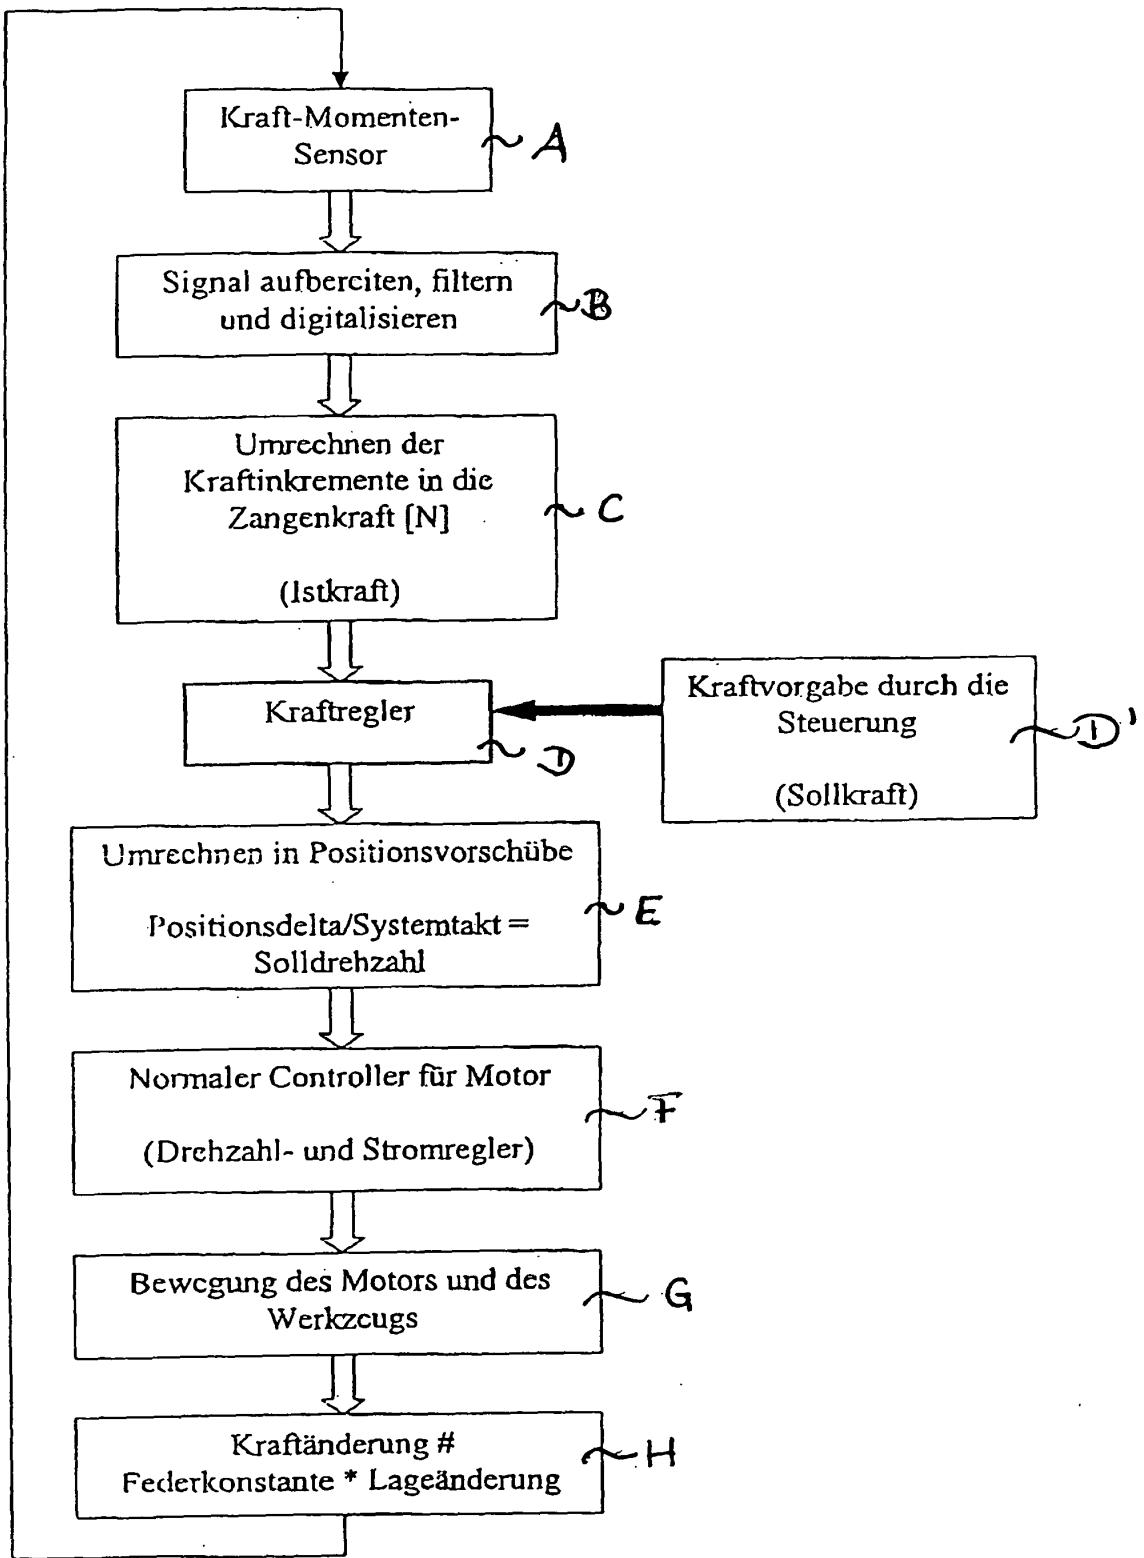 Kraft-Momenten-
Sensor
A
Signal aufbereiten, filtern
und digitalisieren
B
Umrechnen der
Kraftinkremente in die
Zangenkraft [N]
(Istkraft)
C
Kraftregler
D
Kraftvorgabe durch die
Steuerung
(Sollkraft)
D'
Umrechnen in Positionsvorschübe
Positionsdelta/Systemtakt =
Solldrehzahl
E
Normaler Controller für Motor
(Drehzahl- und Stromregler)
F
Bewegung des Motors und des
Werkzeugs
G
Kraftänderung #
Federkonstante * Lageänderung
H